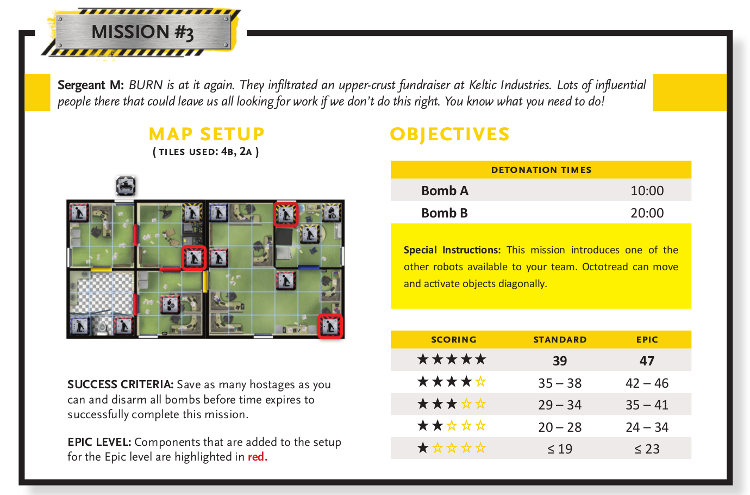 MISSION #3
Sergeant M: BURN is at it again. They infiltrated an upper-crust fundraiser at Keltic Industries. Lots of influential
people there that could leave us all looking for work if we don't do this right. You know what you need to do!
MAP SETUP
( TILES USED: 4B, 2A )
SUCCESS CRITERIA: Save as many hostages as you
can and disarm all bombs before time expires to
successfully complete this mission.
EPIC LEVEL: Components that are added to the setup
for the Epic level are highlighted in red.
OBJECTIVES
DETONATION TIMES
Bomb A 10:00
Bomb B 20:00
Special Instructions: This mission introduces one of the
other robots available to your team. Octotread can move
and activate objects diagonally.
SCORING STANDARD EPIC
★★★★★ 39 47
★★★★☆ 35 – 38 42 – 46
★★★☆☆ 29 – 34 35 – 41
★★☆☆☆ 20 – 28 24 – 34
★☆☆☆☆ ≤ 19 ≤ 23